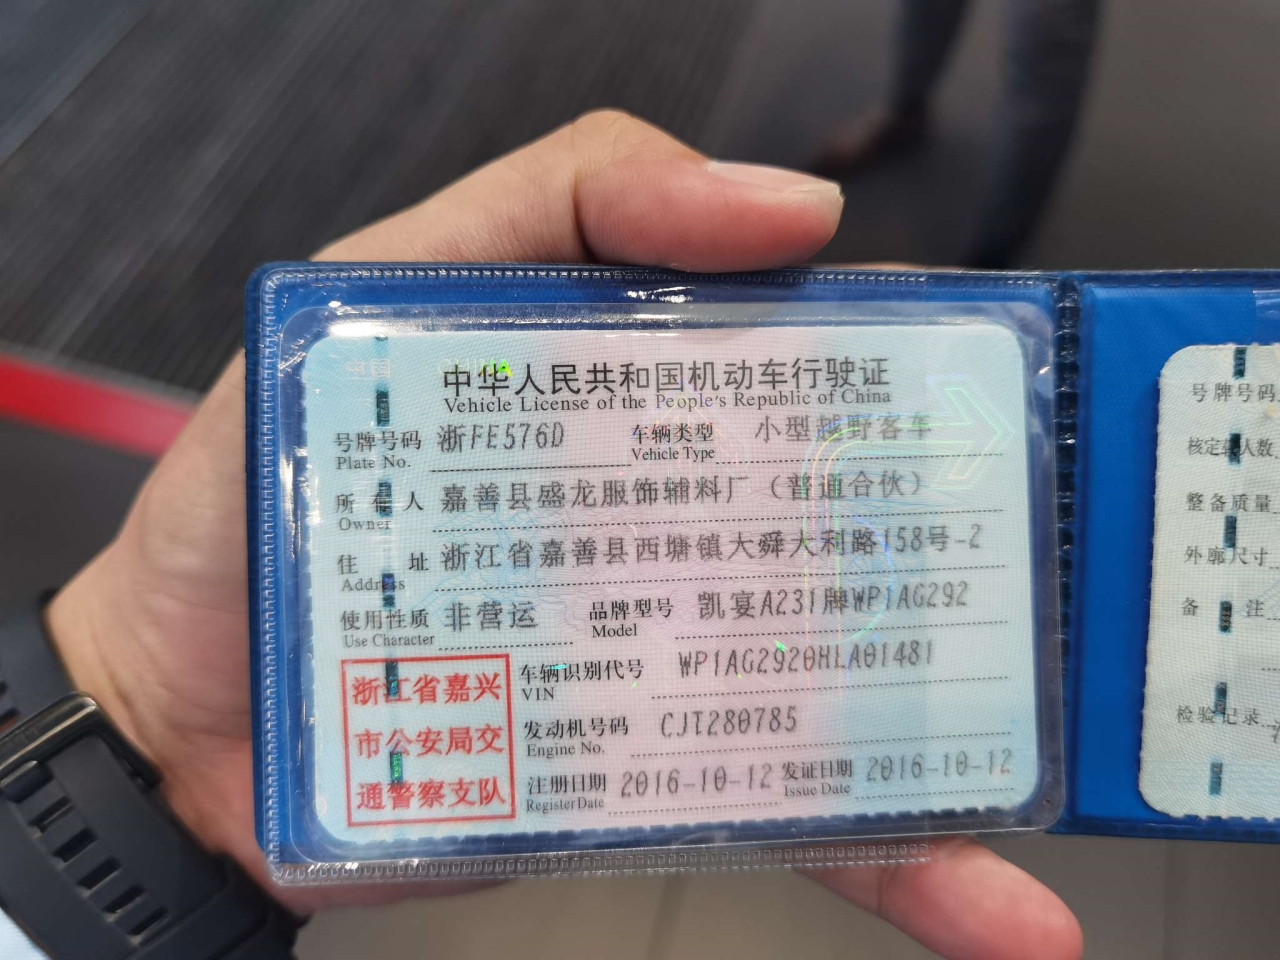 中华人民共和国机动车行驶证
Vehicle License of the People's Republic of China
号牌号码 浙FE576D 车辆类型 小型越野客车
Plate No. Vehicle Type
所有人 嘉善县盛龙服饰辅料厂（普通合伙）
Owner
住址 浙江省嘉善县西塘镇大舜大利路158号-2
Address
使用性质 非营运 品牌型号 凯宴A231牌WP1AG292
Use Character Model
车辆识别代号 WP1AG2920HLA01481
VIN
发动机号码 CJT280785
Engine No.
注册日期 2016-10-12 发证日期 2016-10-12
Register Date Issue Date
浙江省嘉兴
市公安局交
通警察支队
号牌号码
核定载人数
整备质量
外廓尺寸
备注
检验记录